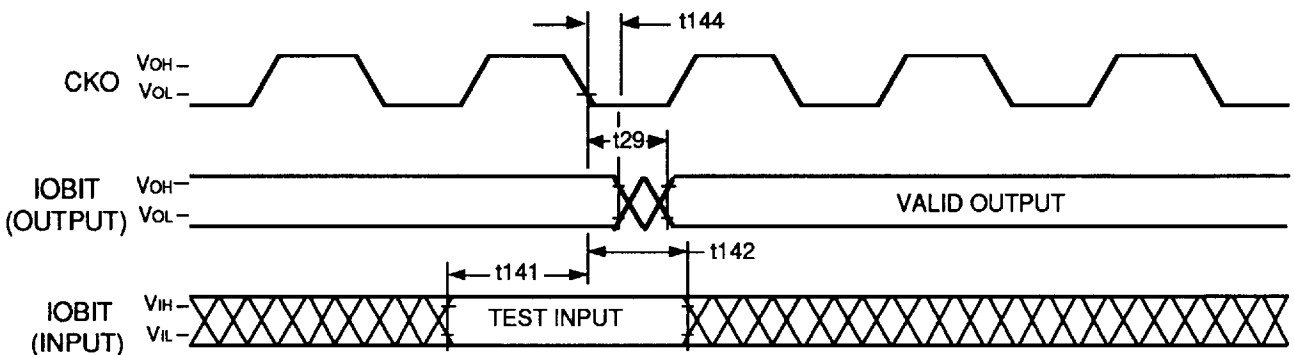 t144
CKO
VOH
VOL
t29
IOBIT
(OUTPUT)
VOH
VOL
VALID OUTPUT
t142
t141
IOBIT
(INPUT)
VIH
VIL
TEST INPUT